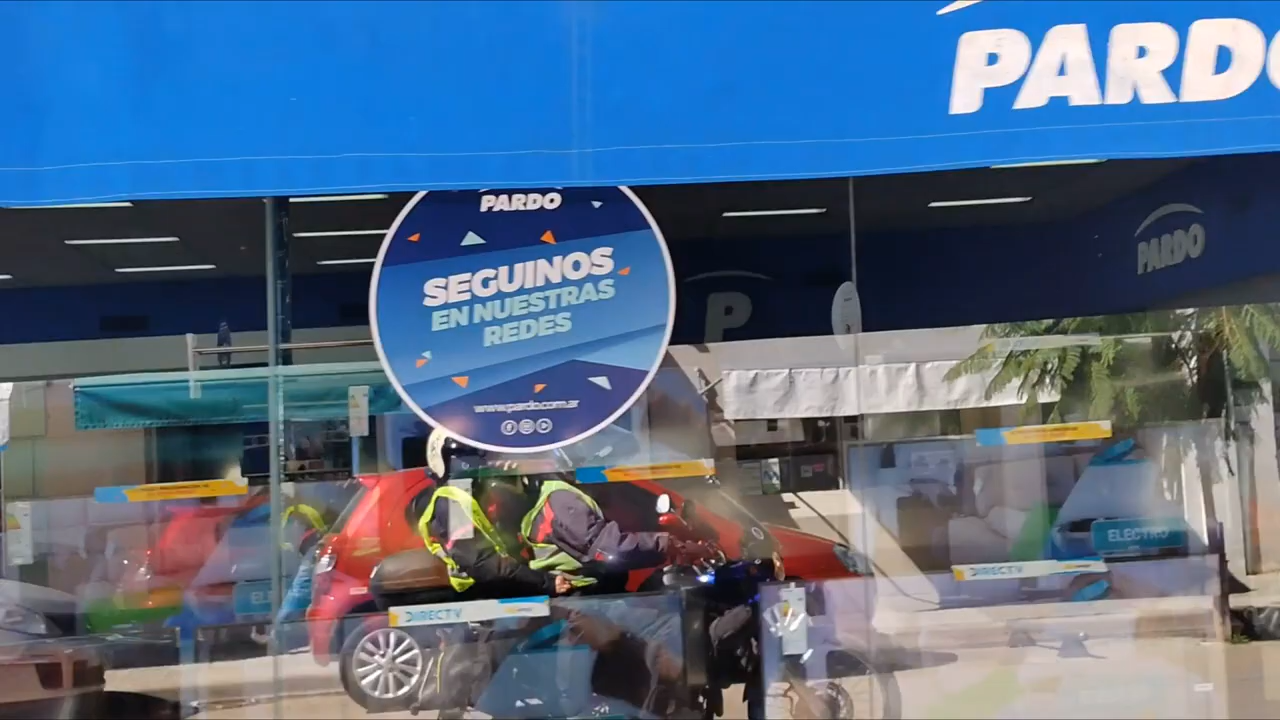 PARDO
PARDO
SEGUINOS
EN NUESTRAS
REDES
www.pardo.com.ar
PARDO
P
ELECTRO
DIRECTV
DIRECTV